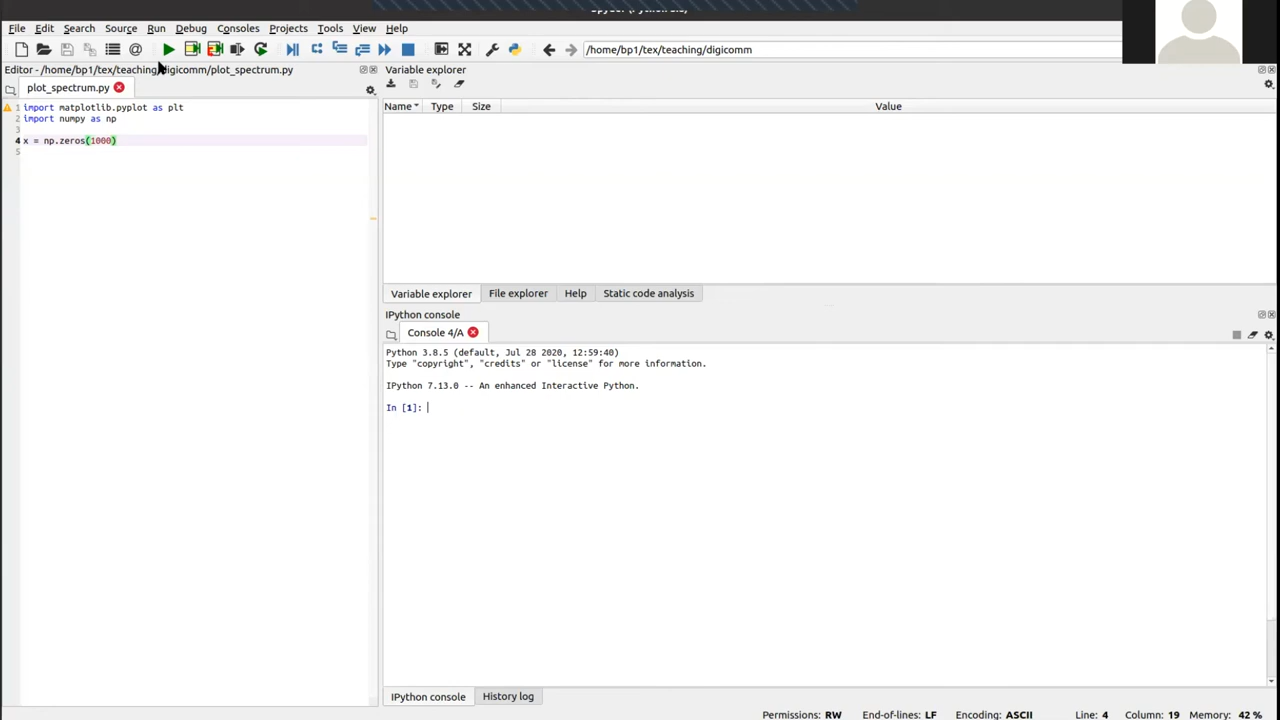 File Edit Search Source Run Debug Consoles Projects Tools View Help
/home/bp1/tex/teaching/digicomm
Editor - /home/bp1/tex/teaching/digicomm/plot_spectrum.py
plot_spectrum.py
1 import matplotlib.pyplot as plt
2 import numpy as np
3
4 x = np.zeros(1000)
5
Variable explorer
Name Type Size Value
Variable explorer File explorer Help Static code analysis
IPython console
Console 4/A
Python 3.8.5 (default, Jul 28 2020, 12:59:40)
Type "copyright", "credits" or "license" for more information.
IPython 7.13.0 -- An enhanced Interactive Python.
In [1]:
IPython console History log
Permissions: RW End-of-lines: LF Encoding: ASCII Line: 4 Column: 19 Memory: 42 %